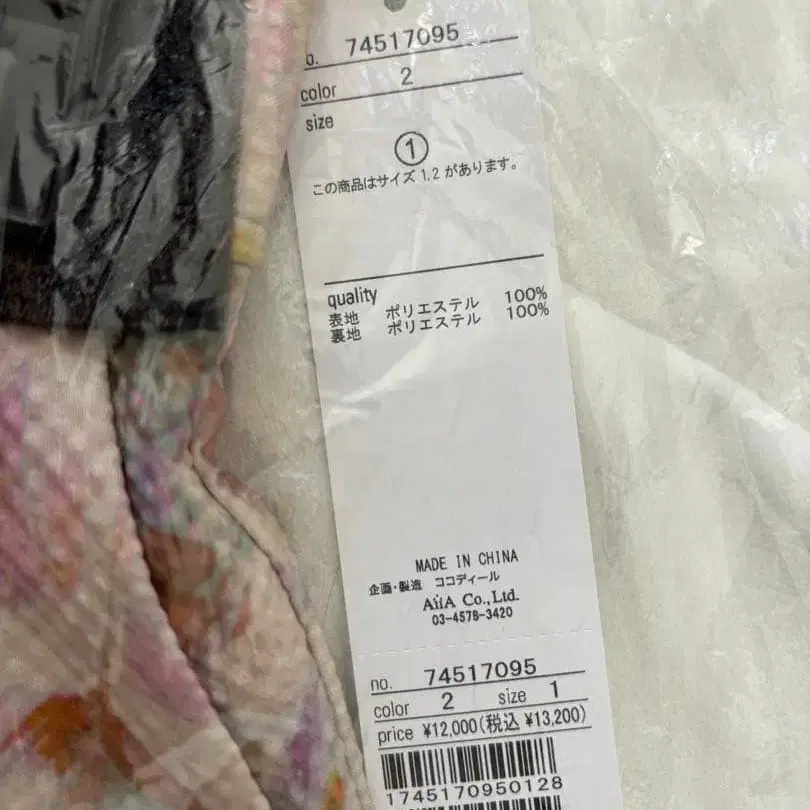 no. 74517095
color 2
size
①
この商品はサイズ 1.2 があります。
quality
表地 ポリエステル 100%
裏地 ポリエステル 100%
MADE IN CHINA
企画・製造 ココディール
AiiA Co.,Ltd.
03-4578-3420
no. 74517095
color 2 size 1
price ¥12,000(税込 ¥13,200)
1745170950128